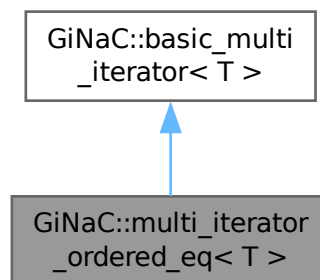 GiNaC::basic_multi
_iterator< T >
GiNaC::multi_iterator
_ordered_eq< T >